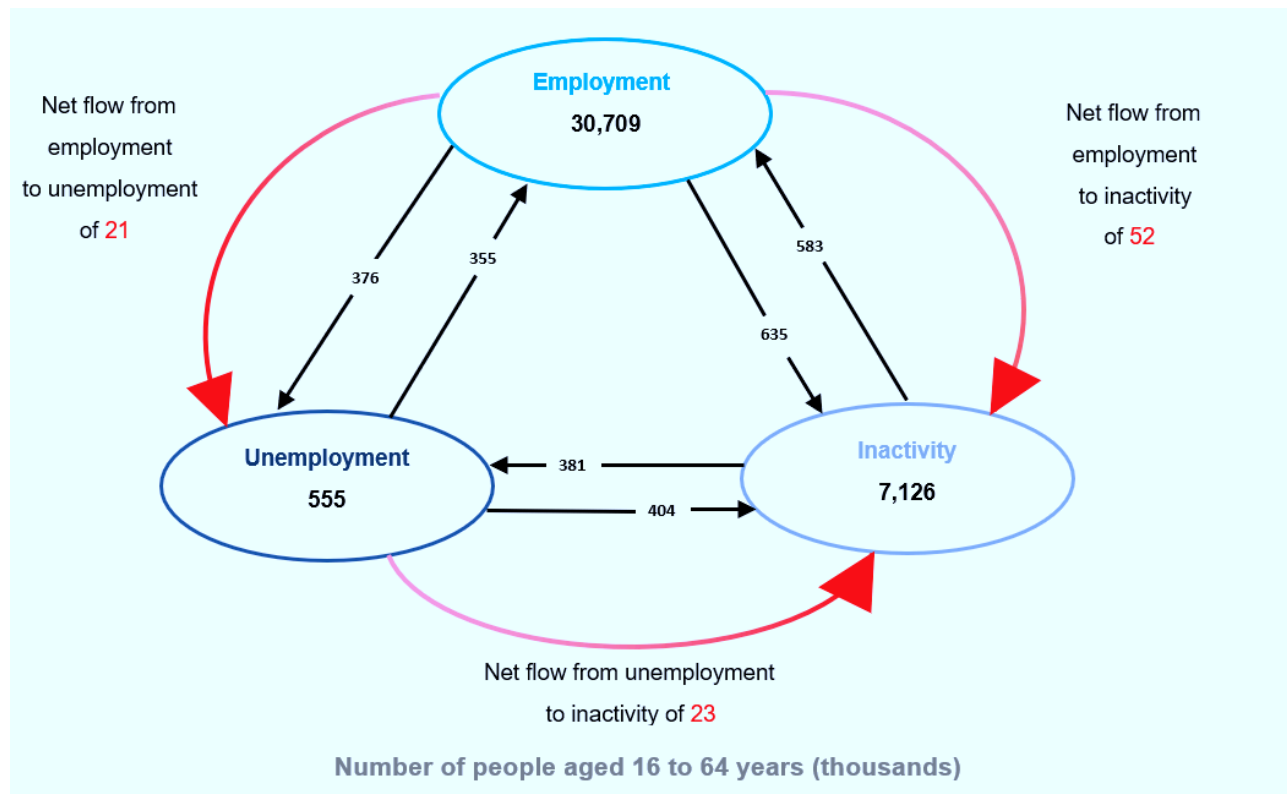 Employment
30,709
Net flow from
employment
to unemployment
of 21
Net flow from
employment
to inactivity
of 52
376
355
583
635
Unemployment
555
381
404
Inactivity
7,126
Net flow from unemployment
to inactivity of 23
Number of people aged 16 to 64 years (thousands)